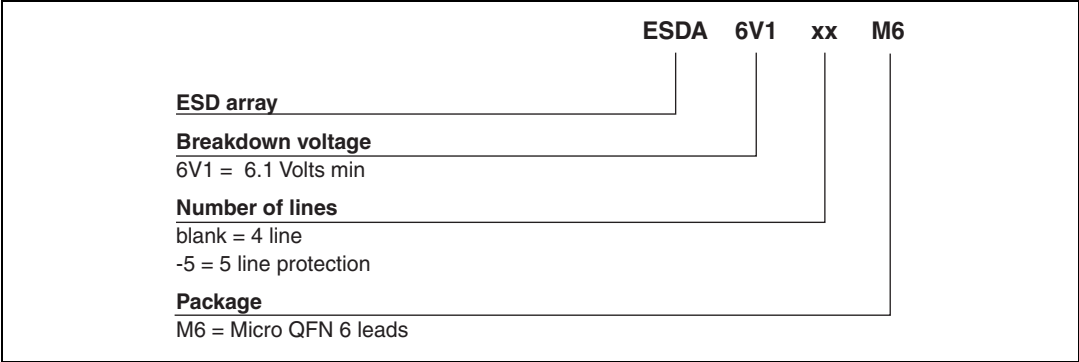 ESDA 6V1 xx M6
ESD array
Breakdown voltage
6V1 = 6.1 Volts min
Number of lines
blank = 4 line
-5 = 5 line protection
Package
M6 = Micro QFN 6 leads